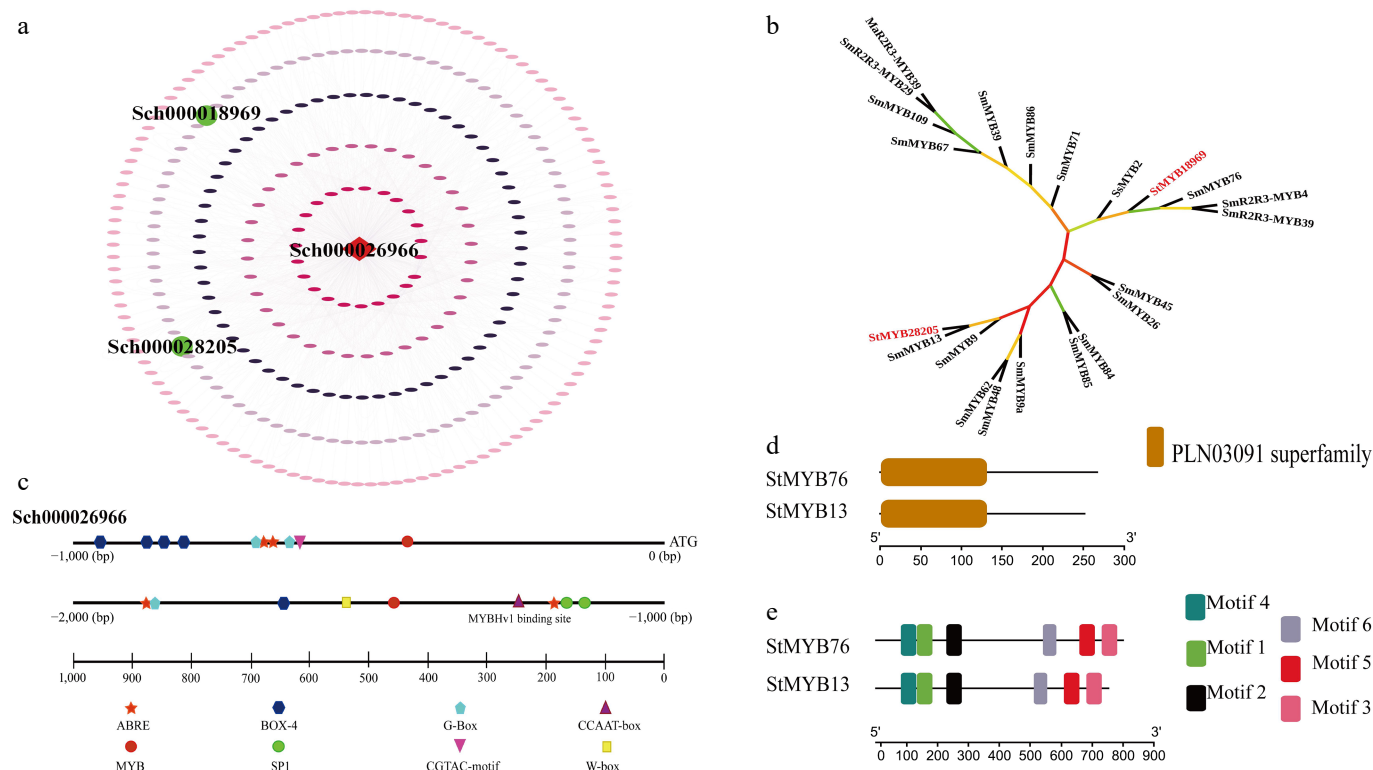 a
Sch000018969
Sch000026966
Sch000028205
b
MaR2R3-MYB39
SmR2R3-MYB29
SmMYB109
SmMYB67
SmMYB39
SmMYB86
SmMYB71
SsMYB2
StMYB18969
SmMYB76
SmR2R3-MYB4
SmR2R3-MYB39
SmMYB45
SmMYB26
SmMYB84
SmMYB85
SmMYB9a
SmMYB48
SmMYB62
SmMYB9
SmMYB13
StMYB28205
c
Sch000026966
ATG
−1,000 (bp) 0 (bp)
−2,000 (bp) MYBHv1 binding site −1,000 (bp)
1,000 900 800 700 600 500 400 300 200 100 0
ABRE BOX-4 G-Box CCAAT-box
MYB SP1 CGTAC-motif W-box
d
PLN03091 superfamily
StMYB76
StMYB13
5' 3'
0 50 100 150 200 250 300
e
StMYB76
StMYB13
5' 3'
0 100 200 300 400 500 600 700 800 900
Motif 4
Motif 1
Motif 2
Motif 6
Motif 5
Motif 3